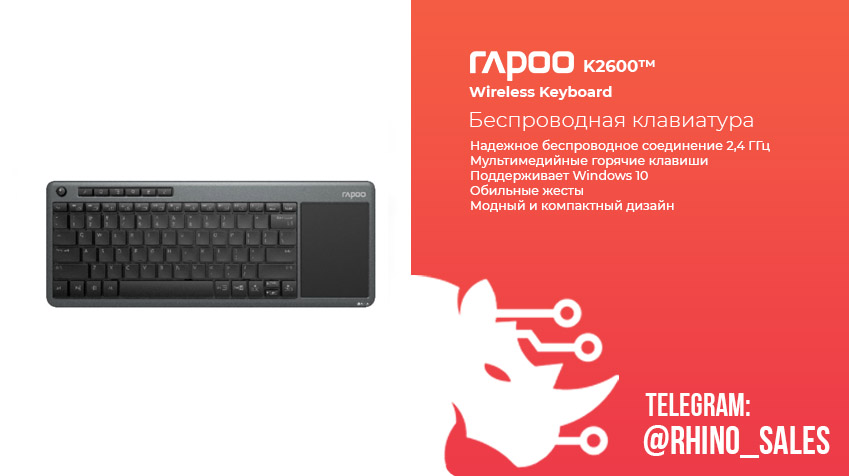 rapoo
rapoo K2600™
Wireless Keyboard
Беспроводная клавиатура
Надежное беспроводное соединение 2,4 ГГц
Мультимедийные горячие клавиши
Поддерживает Windows 10
Обильные жесты
Модный и компактный дизайн
TELEGRAM:
@RHINO_SALES